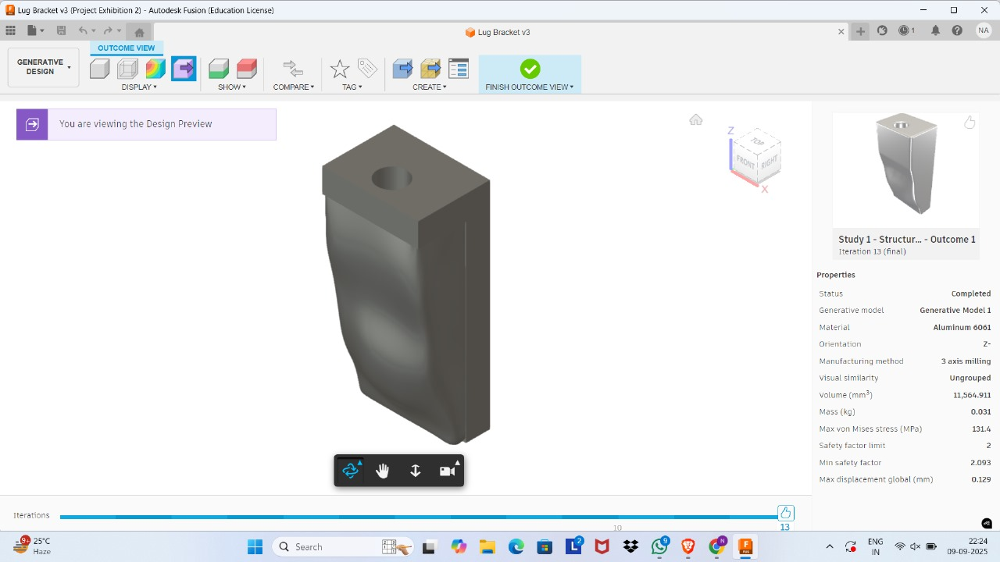 Lug Bracket v3 (Project Exhibition 2) - Autodesk Fusion (Education License)
Lug Bracket v3
1
NA
OUTCOME VIEW
GENERATIVE
DESIGN
DISPLAY
SHOW
COMPARE
TAG
CREATE
FINISH OUTCOME VIEW
You are viewing the Design Preview
Z
TOP
FRONT
RIGHT
X
Study 1 - Structur... - Outcome 1
Iteration 13 (final)
Properties
Status Completed
Generative model Generative Model 1
Material Aluminum 6061
Orientation Z-
Manufacturing method 3 axis milling
Visual similarity Ungrouped
Volume (mm³) 11,564.911
Mass (kg) 0.031
Max von Mises stress (MPa) 131.4
Safety factor limit 2
Min safety factor 2.093
Max displacement global (mm) 0.129
Iterations
10
13
9+
25°C
Haze
Search
L
2
9
N
F
FUS
ENG
IN
22:24
09-09-2025